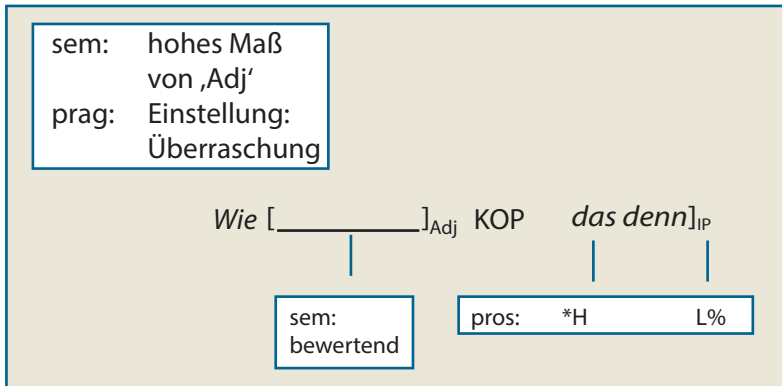 sem: hohes Maß
von ‚Adj‘
prag: Einstellung:
Überraschung
Wie [__________]Adj KOP das denn]IP
sem:
bewertend
pros: *H L%